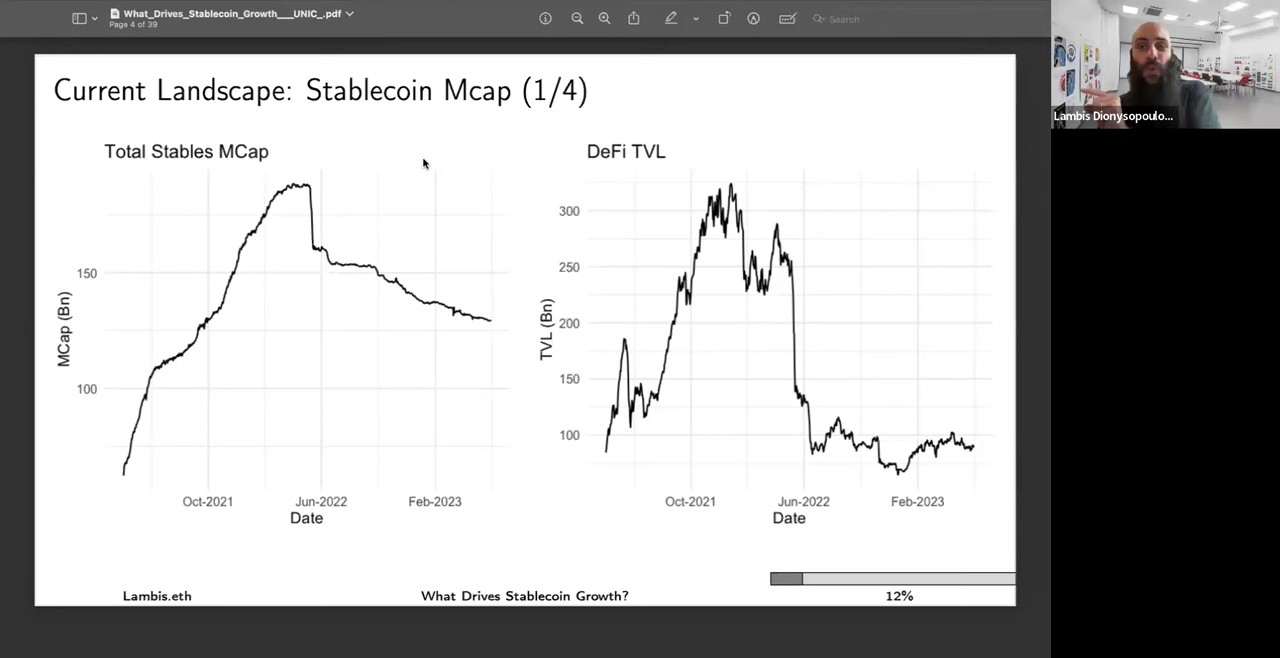 What_Drives_Stablecoin_Growth___UNIC_.pdf
Page 4 of 39
Search
Current Landscape: Stablecoin Mcap (1/4)
Total Stables MCap
MCap (Bn)
150
100
Oct-2021 Jun-2022 Feb-2023
Date
DeFi TVL
TVL (Bn)
300
250
200
150
100
Oct-2021 Jun-2022 Feb-2023
Date
Lambis.eth What Drives Stablecoin Growth? 12%
Lambis Dionysopoulo...